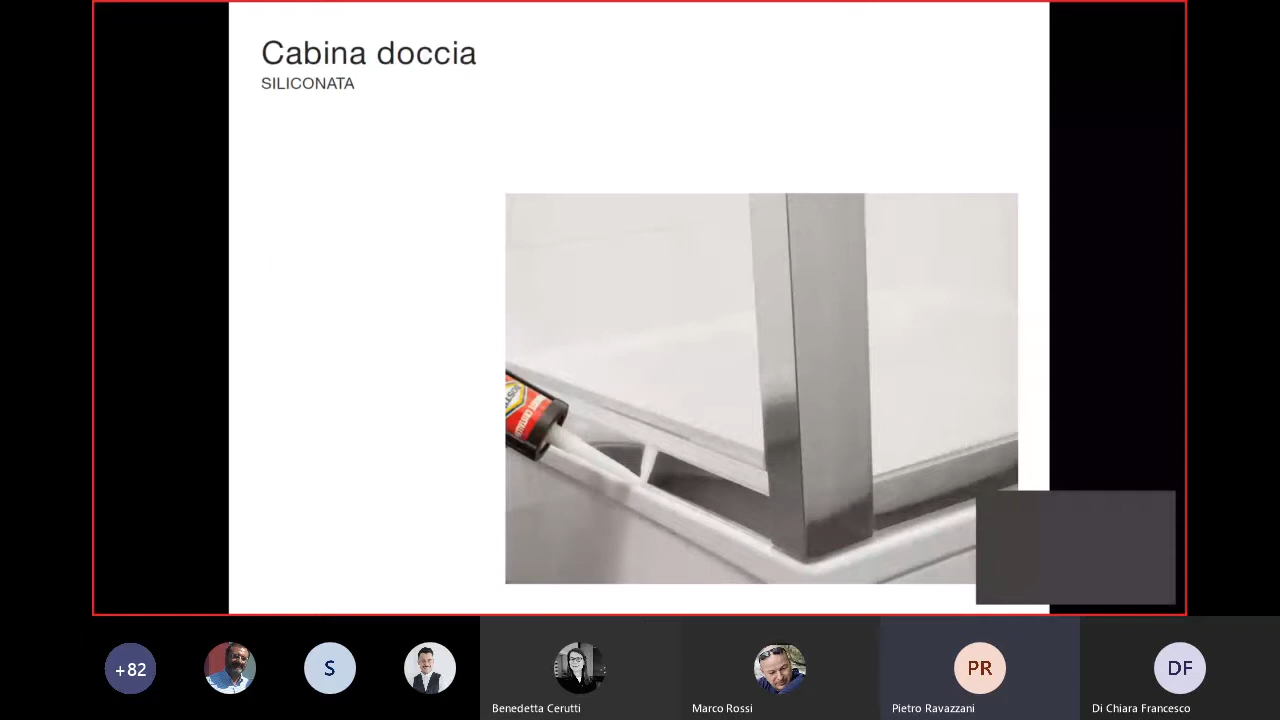 Cabina doccia
SILICONATA
+82
S
PR
DF
Benedetta Cerutti
Marco Rossi
Pietro Ravazzani
Di Chiara Francesco